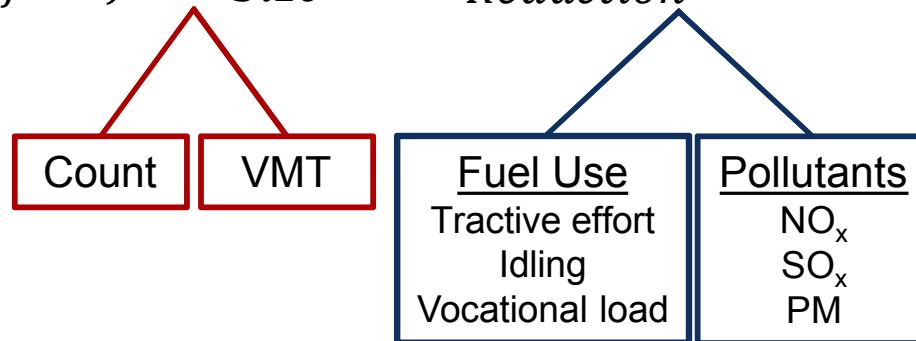 Count
VMT
Fuel Use
Tractive effort
Idling
Vocational load
Pollutants
NOx
SOx
PM